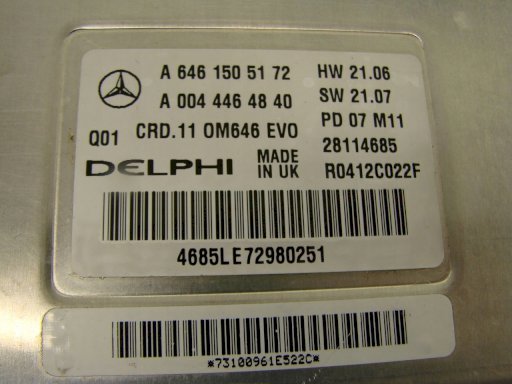 A 646 150 51 72 HW 21.06
A 004 446 48 40 SW 21.07
Q01 CRD.11 OM646 EVO PD 07 M11
28114685
DELPHI MADE IN UK R0412C022F
4685LE72980251
*73100961E522C*